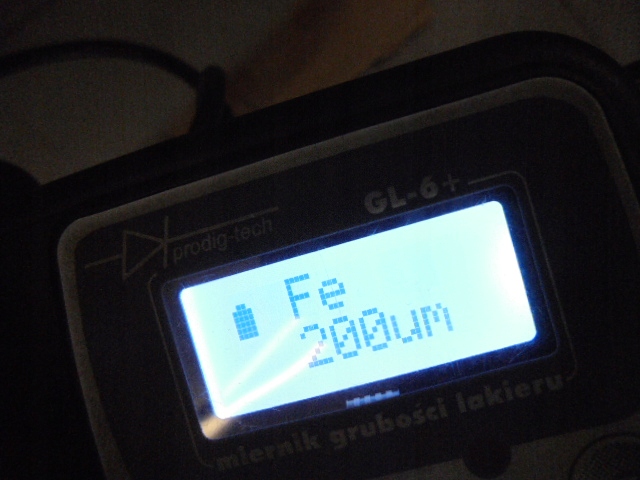 GL-6+
prodig-tech
Fe
200um
miernik grubości lakieru